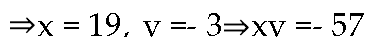 ⇒x = 19, v =- 3⇒xv =- 57